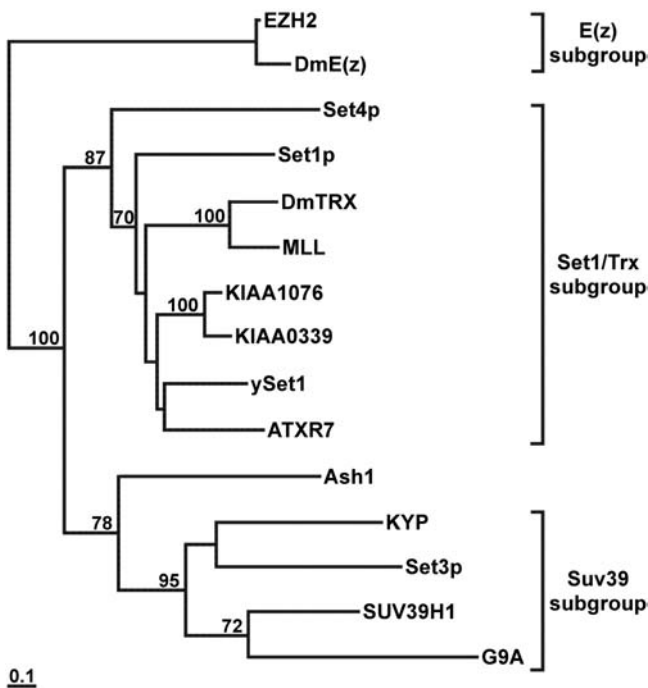 EZH2
DmE(z)
E(z)
subgroup
Set4p
87
Set1p
70
DmTRX
100
MLL
Set1/Trx
subgroup
KIAA1076
100
KIAA0339
100
ySet1
ATXR7
Ash1
78
KYP
Set3p
95
Suv39
subgroup
SUV39H1
72
G9A
0.1